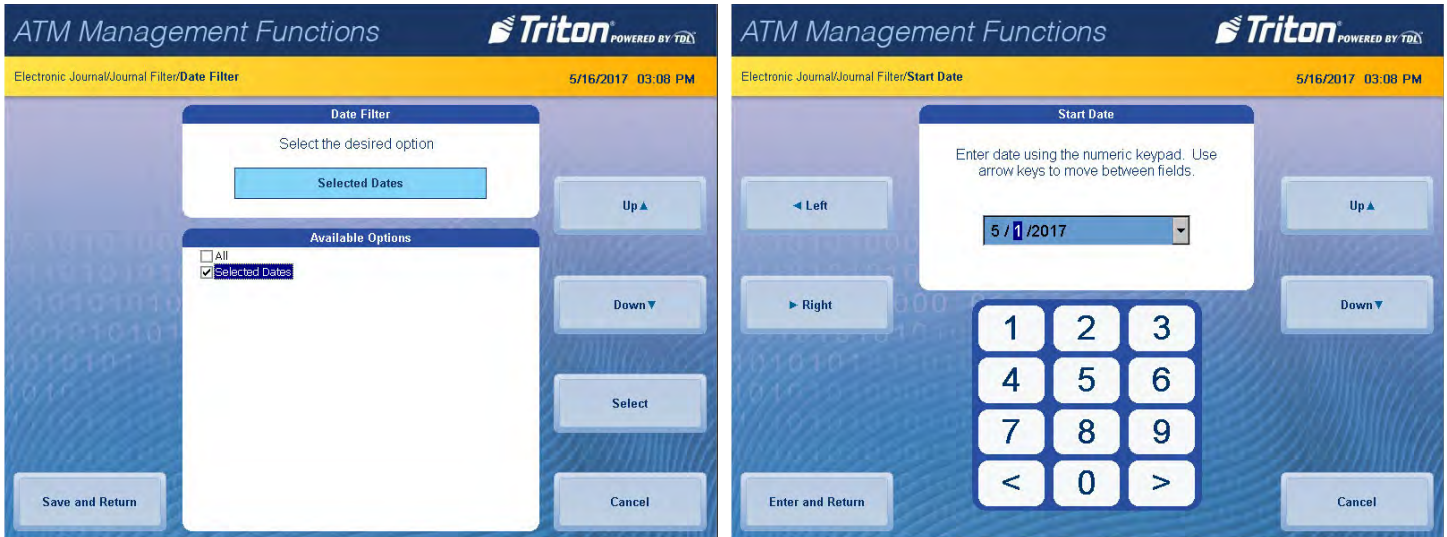 ATM Management Functions
Triton POWERED BY TDL
Electronic Journal/Journal Filter/Date Filter
5/16/2017 03:08 PM
Date Filter
Select the desired option
Selected Dates
Available Options
All
Selected Dates
Up▲
Down▼
Select
Save and Return
Cancel
ATM Management Functions
Triton POWERED BY TDL
Electronic Journal/Journal Filter/Start Date
5/16/2017 03:08 PM
Start Date
Enter date using the numeric keypad. Use
arrow keys to move between fields.
◄ Left
5 / 1 /2017
Up▲
► Right
Down▼
1 2 3
4 5 6
7 8 9
< 0 >
Enter and Return
Cancel